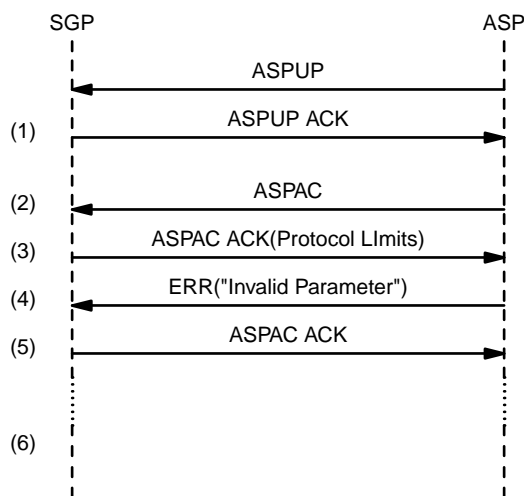 SGP ASP
ASPUP
(1) ASPUP ACK
(2) ASPAC
(3) ASPAC ACK(Protocol LImits)
(4) ERR("Invalid Parameter")
(5) ASPAC ACK
(6)